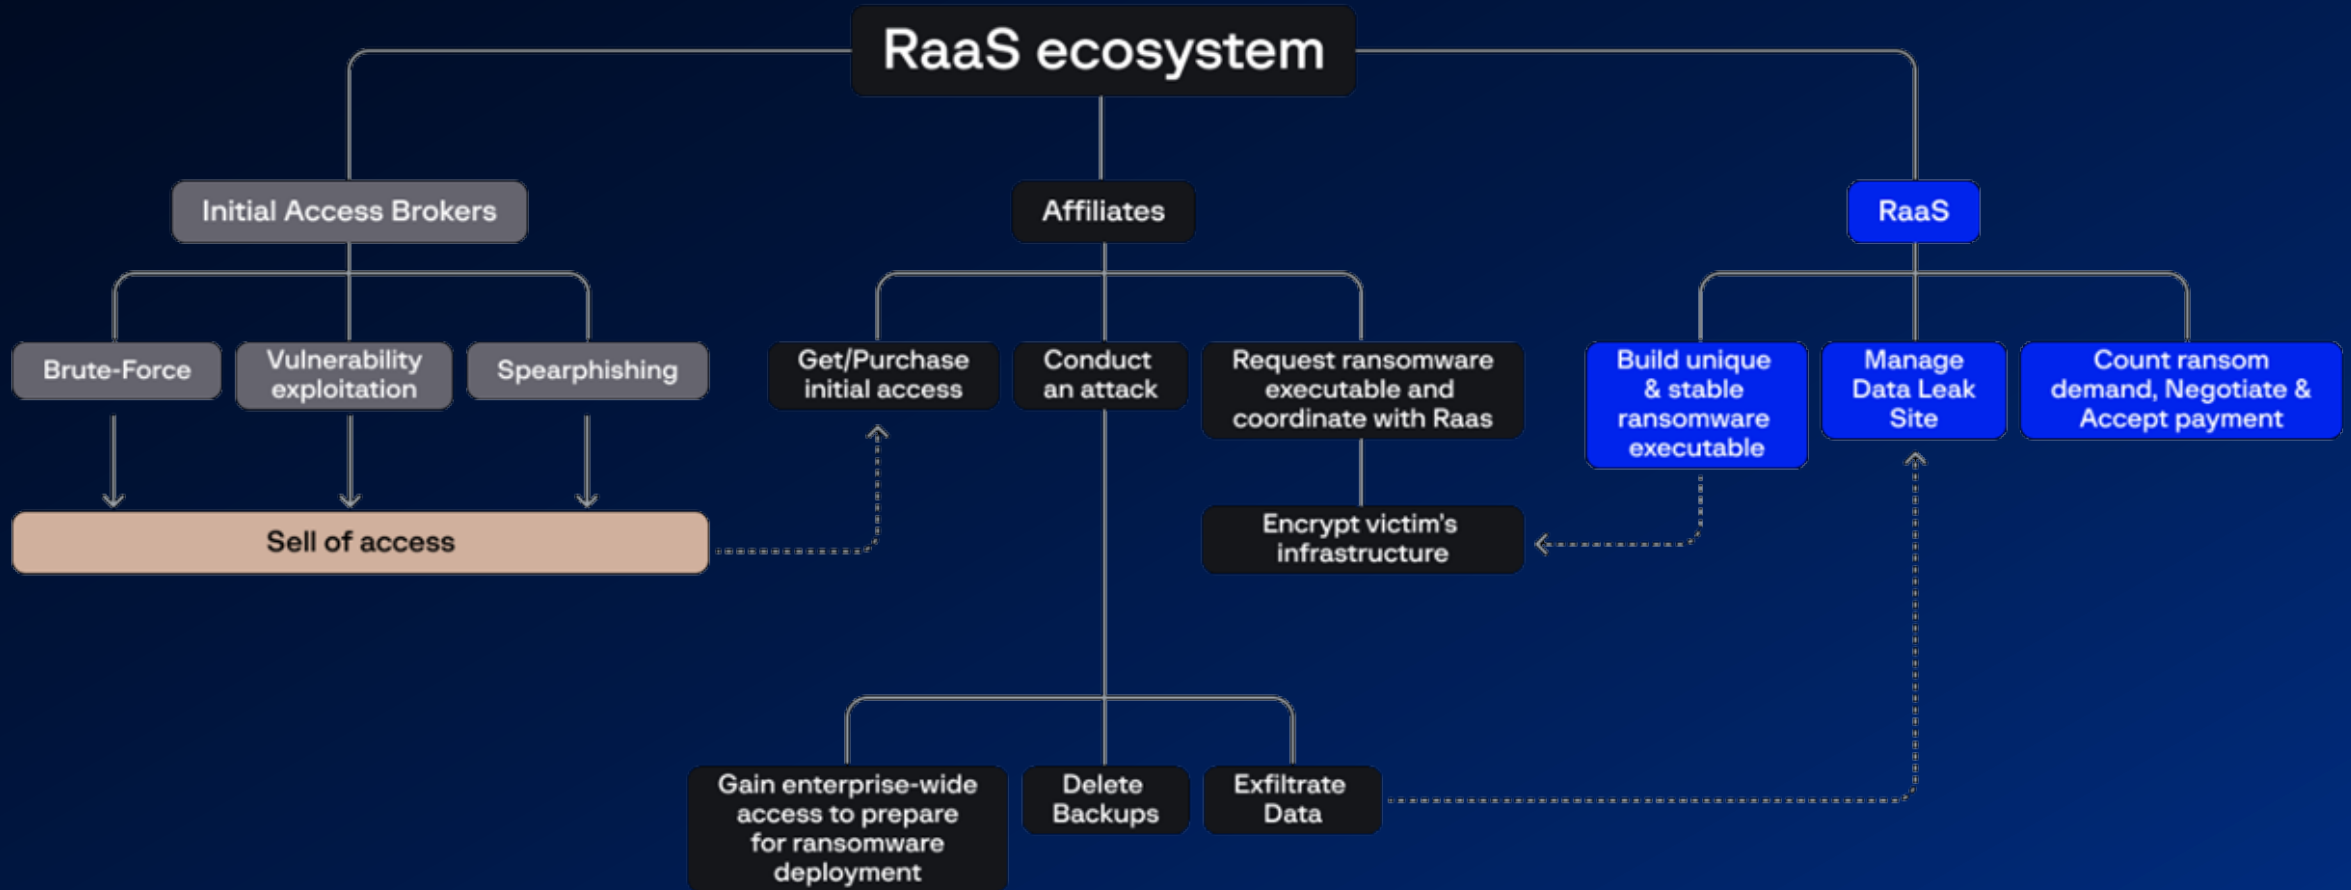 RaaS ecosystem
Initial Access Brokers
Affiliates
RaaS
Brute-Force
Vulnerability
exploitation
Spearphishing
Get/Purchase
initial access
Conduct
an attack
Request ransomware
executable and
coordinate with Raas
Build unique
& stable
ransomware
executable
Manage
Data Leak
Site
Count ransom
demand, Negotiate &
Accept payment
Sell of access
Encrypt victim's
infrastructure
Gain enterprise-wide
access to prepare
for ransomware
deployment
Delete
Backups
Exfiltrate
Data